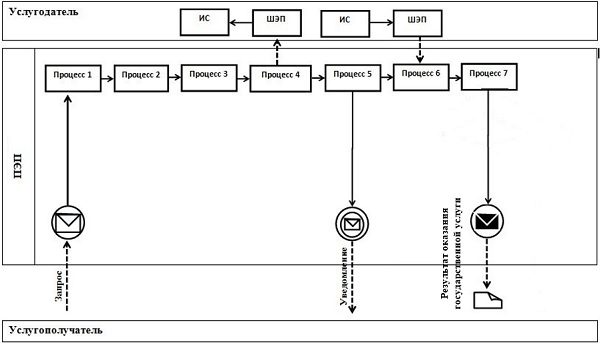 Услугодатель
ИС
ШЭП
ИС
ШЭП
ПЭП
Процесс 1
Процесс 2
Процесс 3
Процесс 4
Процесс 5
Процесс 6
Процесс 7
Запрос
Уведомление
Результат оказания
государственной услуги
Услугополучатель